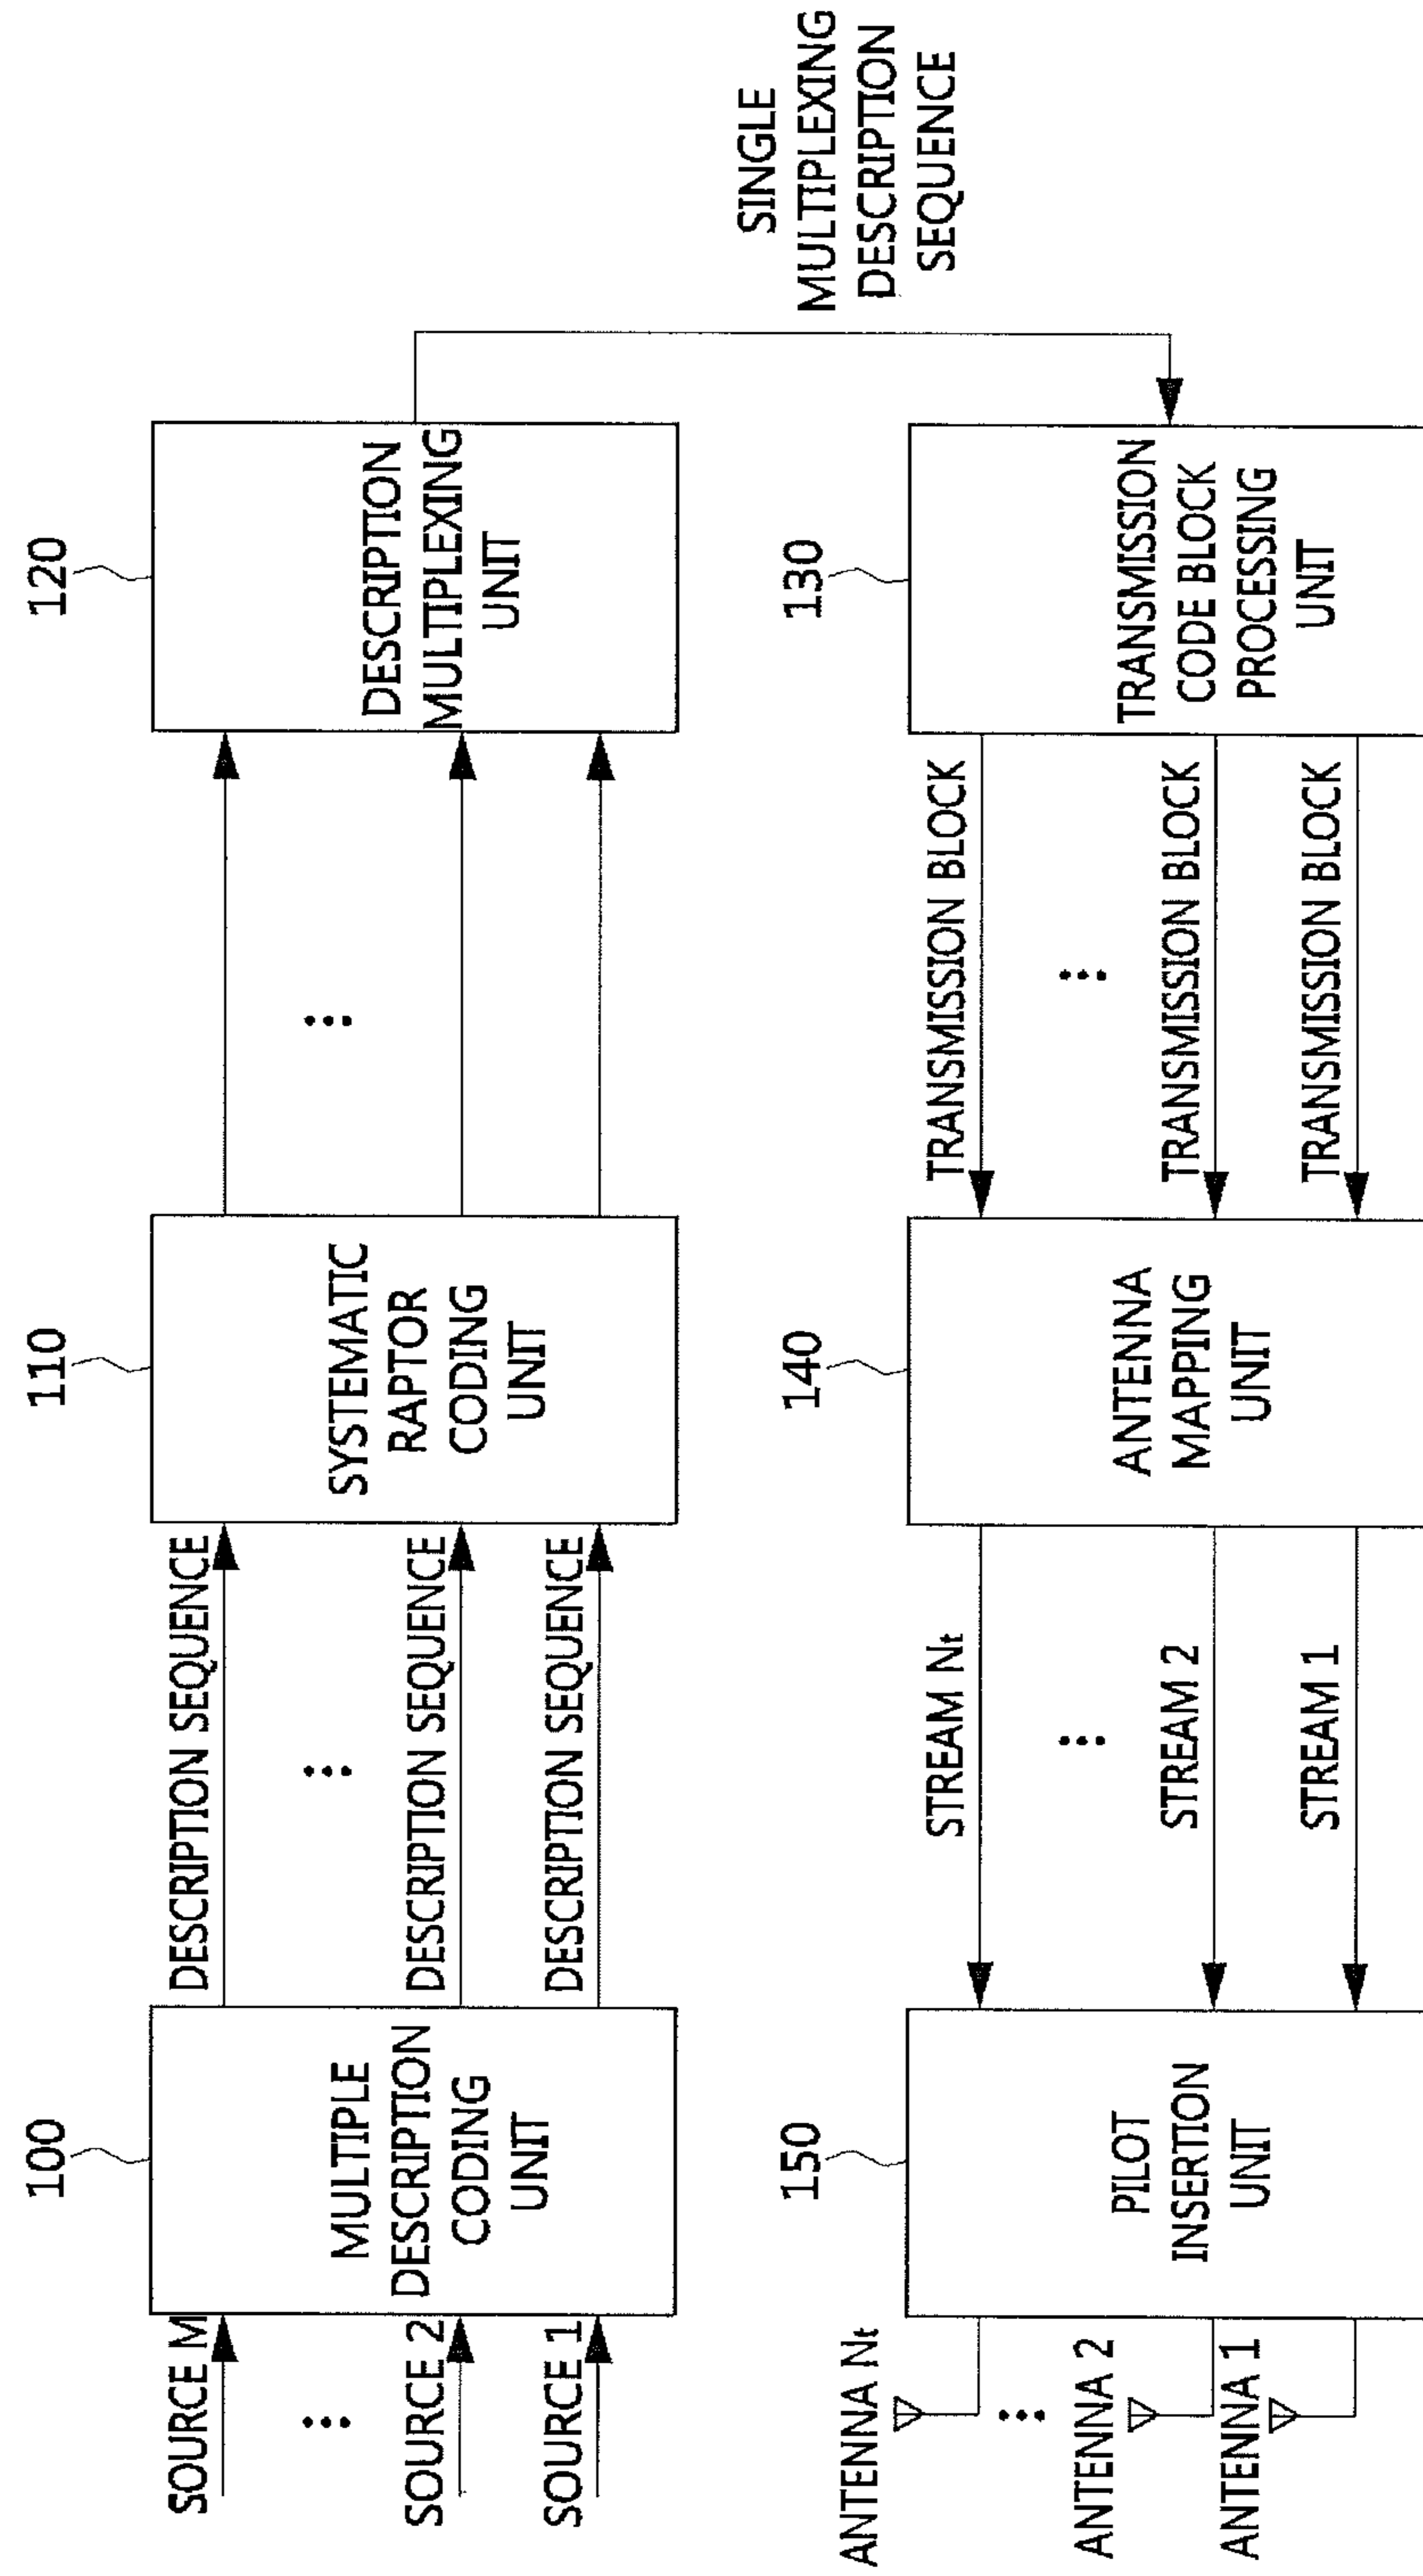 100
110
120
SOURCE M
SOURCE 2
SOURCE 1
MULTIPLE
DESCRIPTION
CODING
UNIT
DESCRIPTION SEQUENCE
DESCRIPTION SEQUENCE
DESCRIPTION SEQUENCE
SYSTEMATIC
RAPTOR
CODING
UNIT
DESCRIPTION
MULTIPLEXING
UNIT
SINGLE
MULTIPLEXING
DESCRIPTION
SEQUENCE
150
140
130
ANTENNA Nt
ANTENNA 2
ANTENNA 1
PILOT
INSERTION
UNIT
STREAM Nt
STREAM 2
STREAM 1
ANTENNA
MAPPING
UNIT
TRANSMISSION BLOCK
TRANSMISSION BLOCK
TRANSMISSION BLOCK
TRANSMISSION
CODE BLOCK
PROCESSING
UNIT